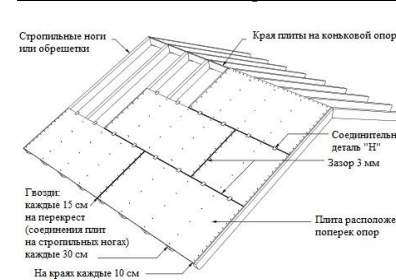 Стропильные ноги
или обрешетки
Края плиты на коньковой опор
Соединительн
деталь "Н"
Зазор 3 мм
Гвозди:
каждые 15 см
на перекрест
(соединения плит
на стропильных ногах)
каждые 30 см
Плита расположе
поперек опор
На краях каждые 10 см